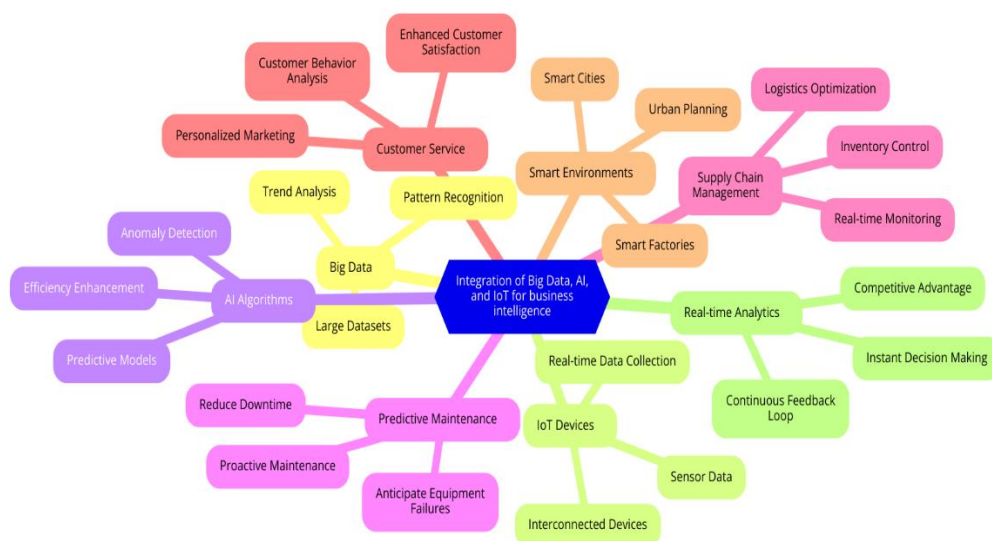 Enhanced Customer
Satisfaction
Customer Behavior
Analysis
Personalized Marketing
Customer Service
Smart Cities
Urban Planning
Smart Environments
Smart Factories
Logistics Optimization
Supply Chain
Management
Inventory Control
Real-time Monitoring
Trend Analysis
Pattern Recognition
Big Data
Large Datasets
Anomaly Detection
Efficiency Enhancement
AI Algorithms
Predictive Models
Integration of Big Data, AI,
and IoT for business
intelligence
Competitive Advantage
Real-time Analytics
Instant Decision Making
Continuous Feedback
Loop
Real-time Data Collection
IoT Devices
Sensor Data
Interconnected Devices
Reduce Downtime
Predictive Maintenance
Proactive Maintenance
Anticipate Equipment
Failures